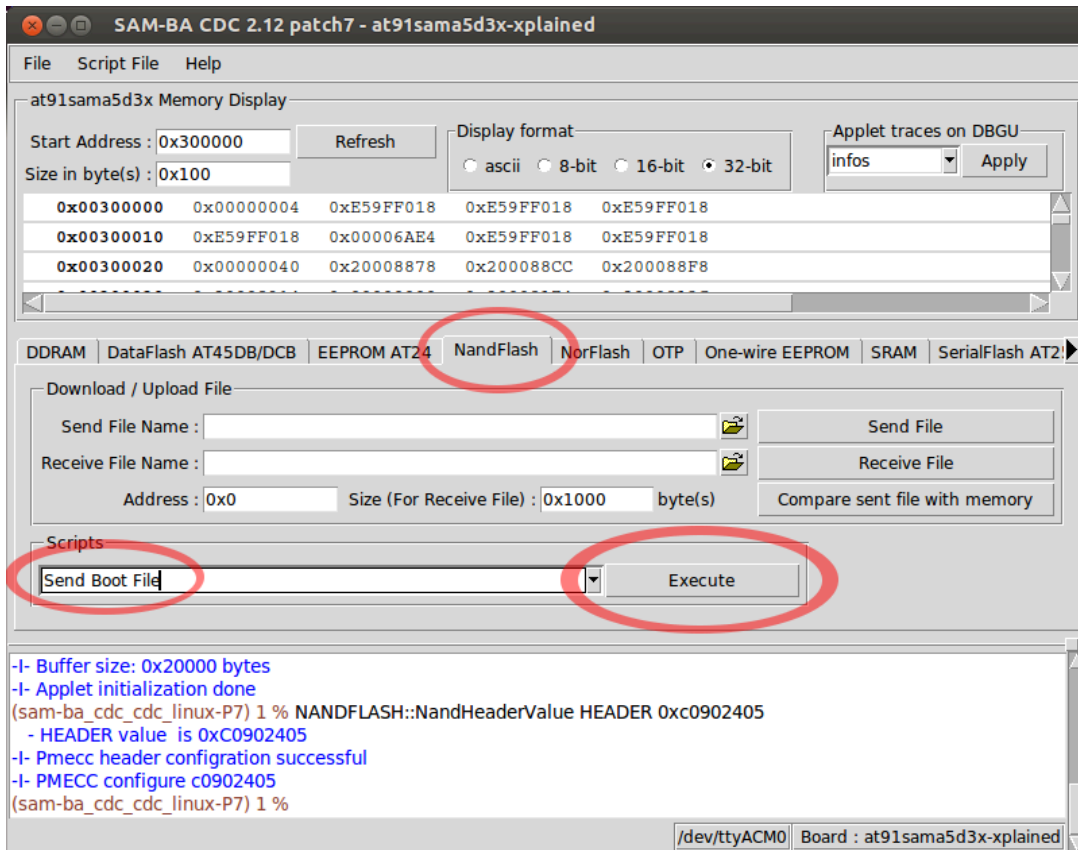 SAM-BA CDC 2.12 patch7 - at91sama5d3x-xplained
File Script File Help
at91sama5d3x Memory Display
Start Address : 0x300000 Refresh Display format ascii 8-bit 16-bit 32-bit Applet traces on DBGU infos Apply
Size in byte(s) : 0x100
0x00300000 0x00000004 0xE59FF018 0xE59FF018 0xE59FF018
0x00300010 0xE59FF018 0x00006AE4 0xE59FF018 0xE59FF018
0x00300020 0x00000040 0x20008878 0x200088CC 0x200088F8
DDRAM DataFlash AT45DB/DCB EEPROM AT24 NandFlash NorFlash OTP One-wire EEPROM SRAM SerialFlash
Download / Upload File
Send File Name : Send File
Receive File Name : Receive File
Address : 0x0 Size (For Receive File) : 0x1000 byte(s) Compare sent file with memory
Scripts
Send Boot File Execute
-I- Buffer size: 0x20000 bytes
-I- Applet initialization done
(sam-ba_cdc_cdc_linux-P7) 1 % NANDFLASH::NandHeaderValue HEADER 0xc0902405
- HEADER value is 0xC0902405
-I- Pmecc header configration successful
-I- PMECC configure c0902405
(sam-ba_cdc_cdc_linux-P7) 1 %
/dev/ttyACM0 Board : at91sama5d3x-xplained